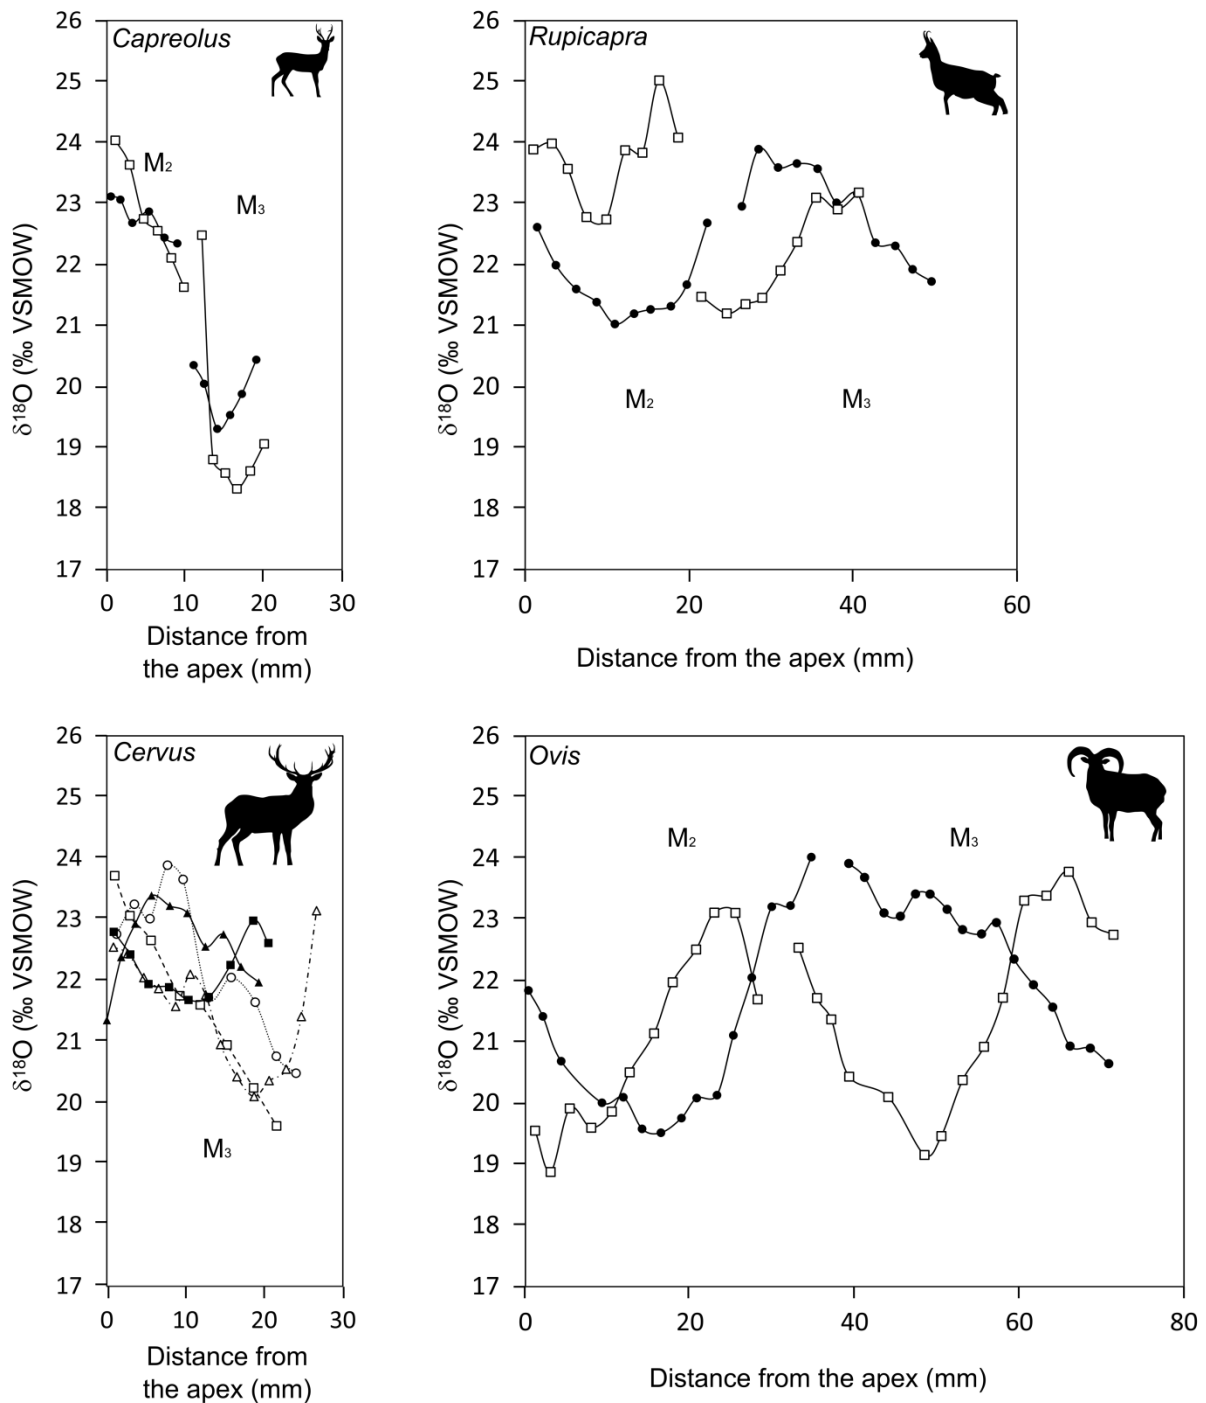 Capreolus
26
25
24
23
22
21
20
19
18
17
δ¹⁸O (‰ VSMOW)
M₂
M₃
0
10
20
30
Distance from
the apex (mm)
Rupicapra
26
25
24
23
22
21
20
19
18
17
δ¹⁸O (‰ VSMOW)
M₂
M₃
0
20
40
60
Distance from the apex (mm)
Cervus
26
25
24
23
22
21
20
19
18
17
δ¹⁸O (‰ VSMOW)
M₃
0
10
20
30
Distance from
the apex (mm)
Ovis
26
25
24
23
22
21
20
19
18
17
δ¹⁸O (‰ VSMOW)
M₂
M₃
0
20
40
60
80
Distance from the apex (mm)